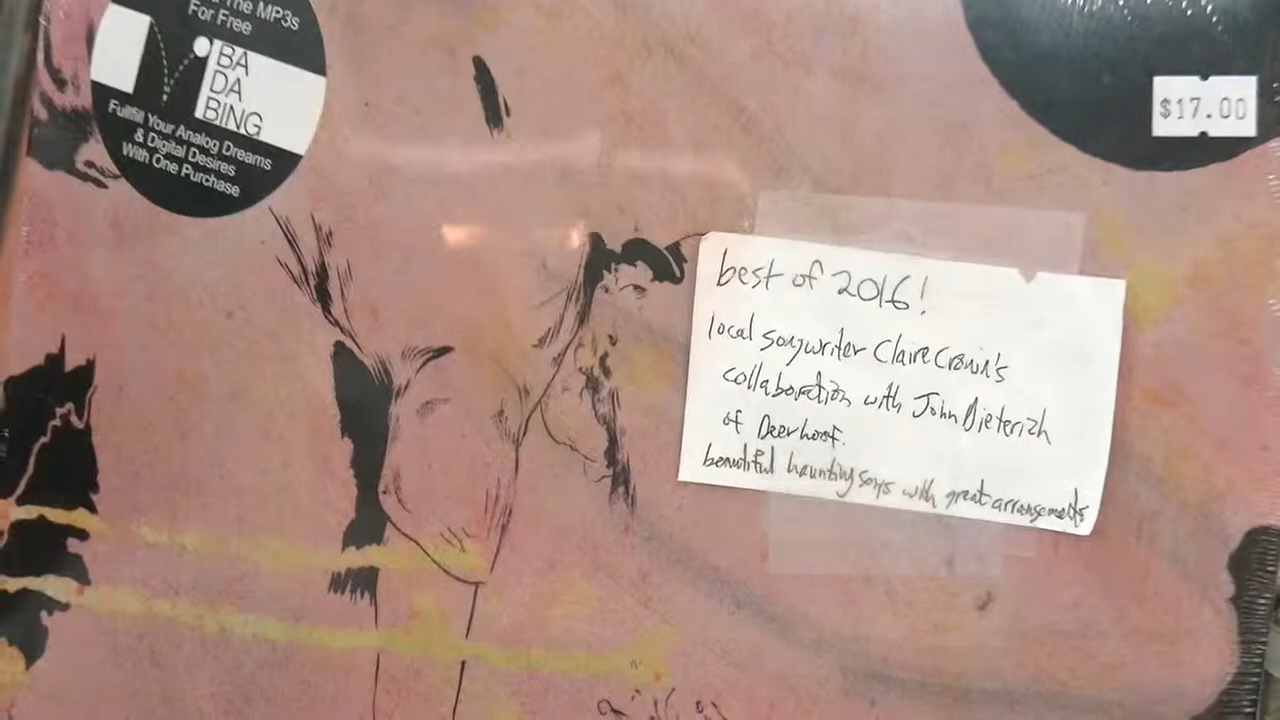 The MP3s
For Free
BA
DA
BING
Fullfill Your Analog Dreams
& Digital Desires
With One Purchase
$17.00
best of 2016!
local songwriter Claire Cronin's
collaboration with John Dieterich
of Deerhoof.
beautiful haunting songs with great arrangements